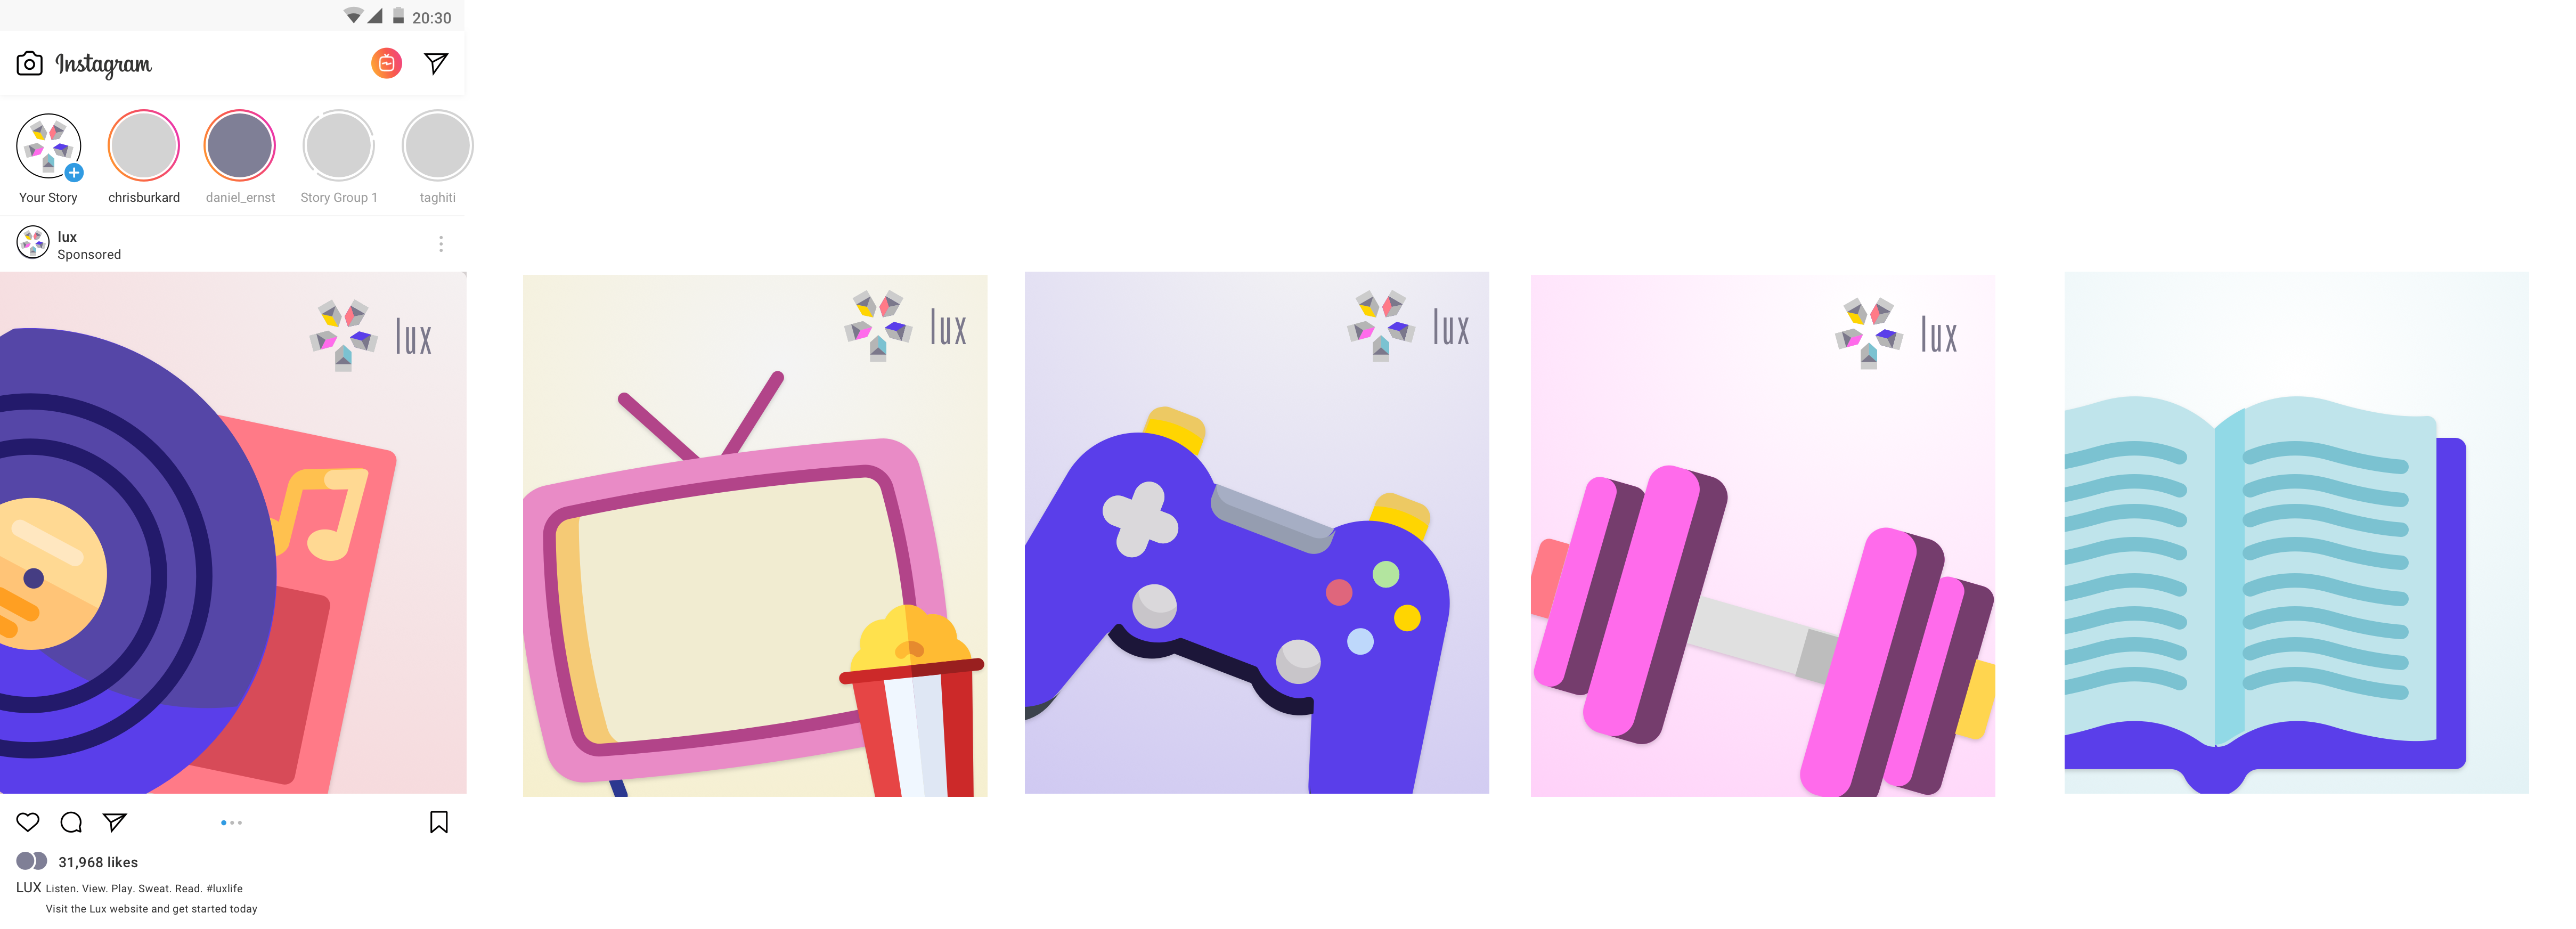 20:30
Instagram
Your Story
chrisburkard
daniel_ernst
Story Group 1
taghiti
lux
Sponsored
lux
lux
lux
lux
31,968 likes
LUX Listen. View. Play. Sweat. Read. #luxlife
Visit the Lux website and get started today